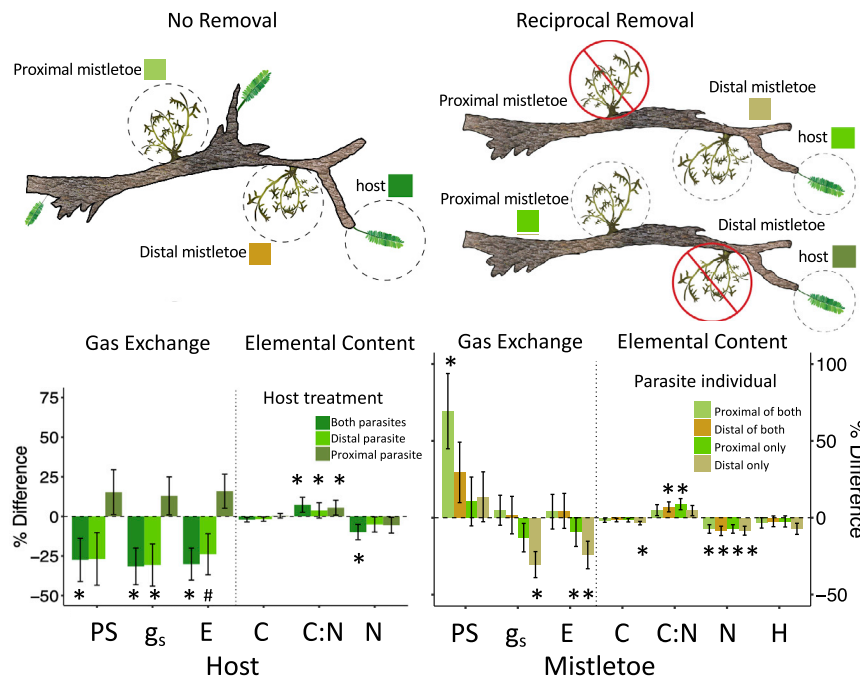 No Removal
Reciprocal Removal
Proximal mistletoe
host
Distal mistletoe
Proximal mistletoe
Distal mistletoe
host
Proximal mistletoe
Distal mistletoe
host
Gas Exchange
Elemental Content
Host treatment
Both parasites
Distal parasite
Proximal parasite
% Difference
75
50
25
0
−25
−50
* * * * * # * * * *
PS gs E C C:N N
Host
Gas Exchange
Elemental Content
Parasite individual
Proximal of both
Distal of both
Proximal only
Distal only
* * * * * * * * * * *
100
50
0
−50
% Difference
PS gs E C C:N N H
Mistletoe